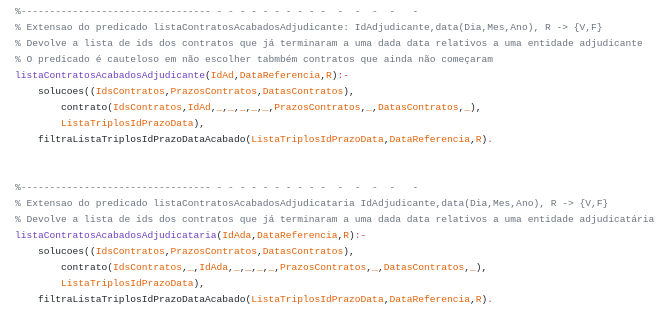 %--------------------------------- - - - - - - - - - -  -  -  -  -   -
% Extensao do predicado listaContratosAcabadosAdjudicante: IdAdjudicante,data(Dia,Mes,Ano), R -> {V,F}
% Devolve a lista de ids dos contratos que já terminaram a uma dada data relativos a uma entidade adjudicante
% O predicado é cauteloso em não escolher tabmbém contratos que ainda não começaram
listaContratosAcabadosAdjudicante(IdAd,DataReferencia,R):-
    solucoes((IdsContratos,PrazosContratos,DatasContratos),
        contrato(IdsContratos,IdAd,_,_,_,_,_,PrazosContratos,_,DatasContratos,_),
        ListaTriplosIdPrazoData),
    filtraListaTriplosIdPrazoDataAcabado(ListaTriplosIdPrazoData,DataReferencia,R).
%--------------------------------- - - - - - - - - - -  -  -  -  -   -
% Extensao do predicado listaContratosAcabadosAdjudicataria IdAdjudicante,data(Dia,Mes,Ano), R -> {V,F}
% Devolve a lista de ids dos contratos que já terminaram a uma dada data relativos a uma entidade adjudicatária
listaContratosAcabadosAdjudicataria(IdAda,DataReferencia,R):-
    solucoes((IdsContratos,PrazosContratos,DatasContratos),
        contrato(IdsContratos,_,IdAda,_,_,_,_,PrazosContratos,_,DatasContratos,_),
        ListaTriplosIdPrazoData),
    filtraListaTriplosIdPrazoDataAcabado(ListaTriplosIdPrazoData,DataReferencia,R).